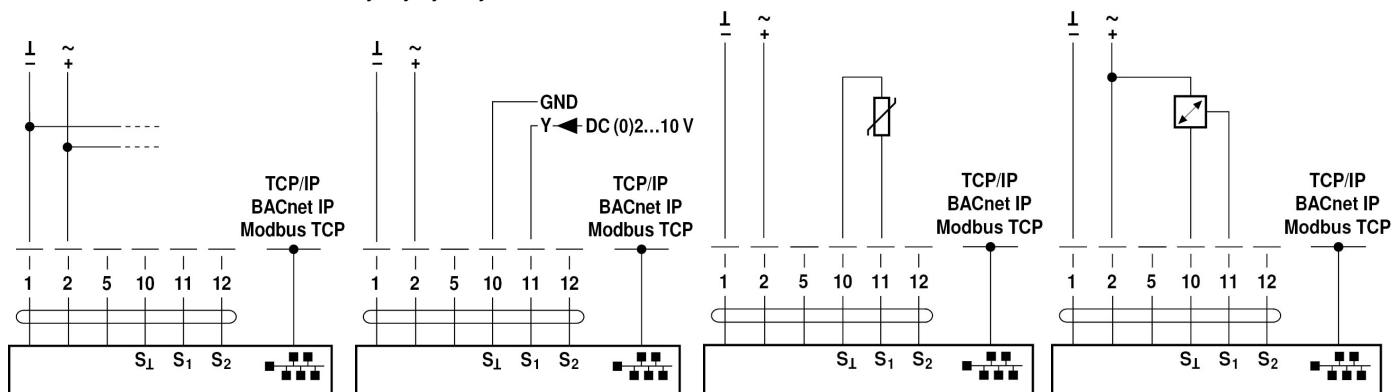 ⊥ ~
− +
TCP/IP
BACnet IP
Modbus TCP
1 2 5 10 11 12
S⊥ S1 S2
⊥ ~
− +
GND
Y DC (0)2...10 V
TCP/IP
BACnet IP
Modbus TCP
1 2 5 10 11 12
S⊥ S1 S2
⊥ ~
− +
TCP/IP
BACnet IP
Modbus TCP
1 2 5 10 11 12
S⊥ S1 S2
⊥ ~
− +
TCP/IP
BACnet IP
Modbus TCP
1 2 5 10 11 12
S⊥ S1 S2